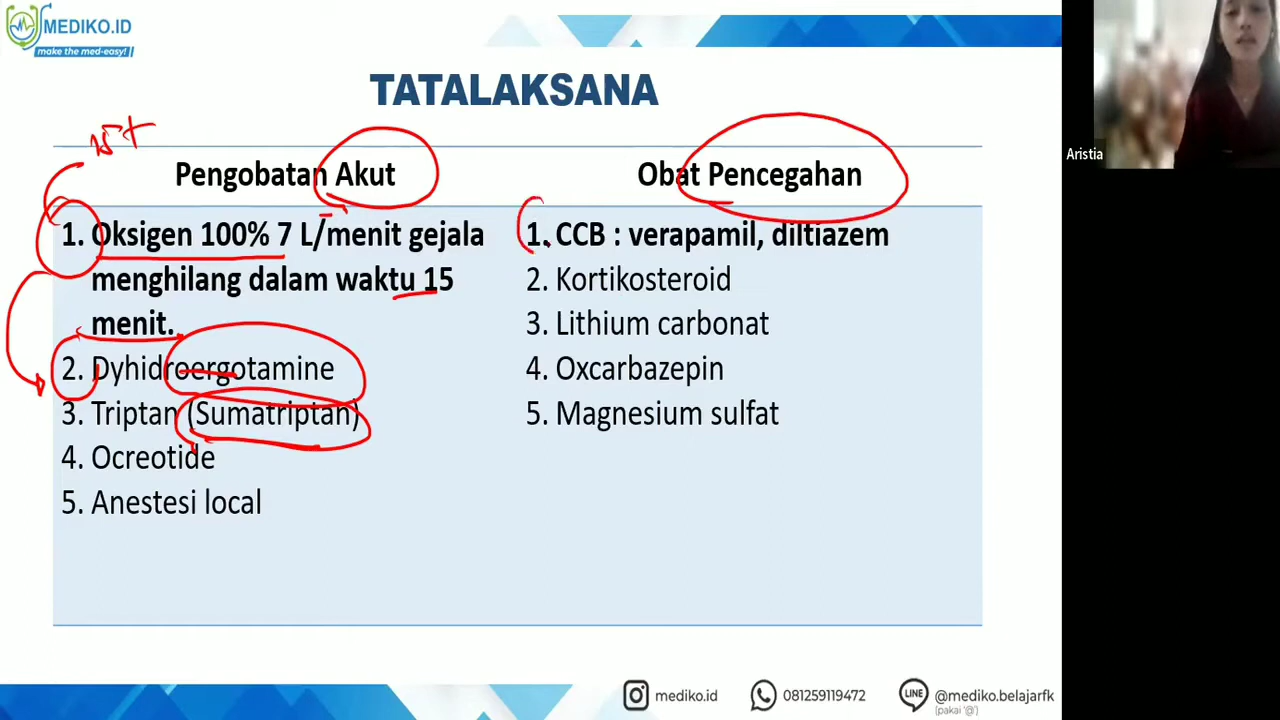 MEDIKO.ID
make the med-easy!
TATALAKSANA
Pengobatan Akut
1. Oksigen 100% 7 L/menit gejala
menghilang dalam waktu 15
menit.
2. Dyhidroergotamine
3. Triptan (Sumatriptan)
4. Ocreotide
5. Anestesi local
Obat Pencegahan
1. CCB : verapamil, diltiazem
2. Kortikosteroid
3. Lithium carbonat
4. Oxcarbazepin
5. Magnesium sulfat
Aristia
mediko.id
081259119472
LINE
@mediko.belajarfk
(pakai '@')